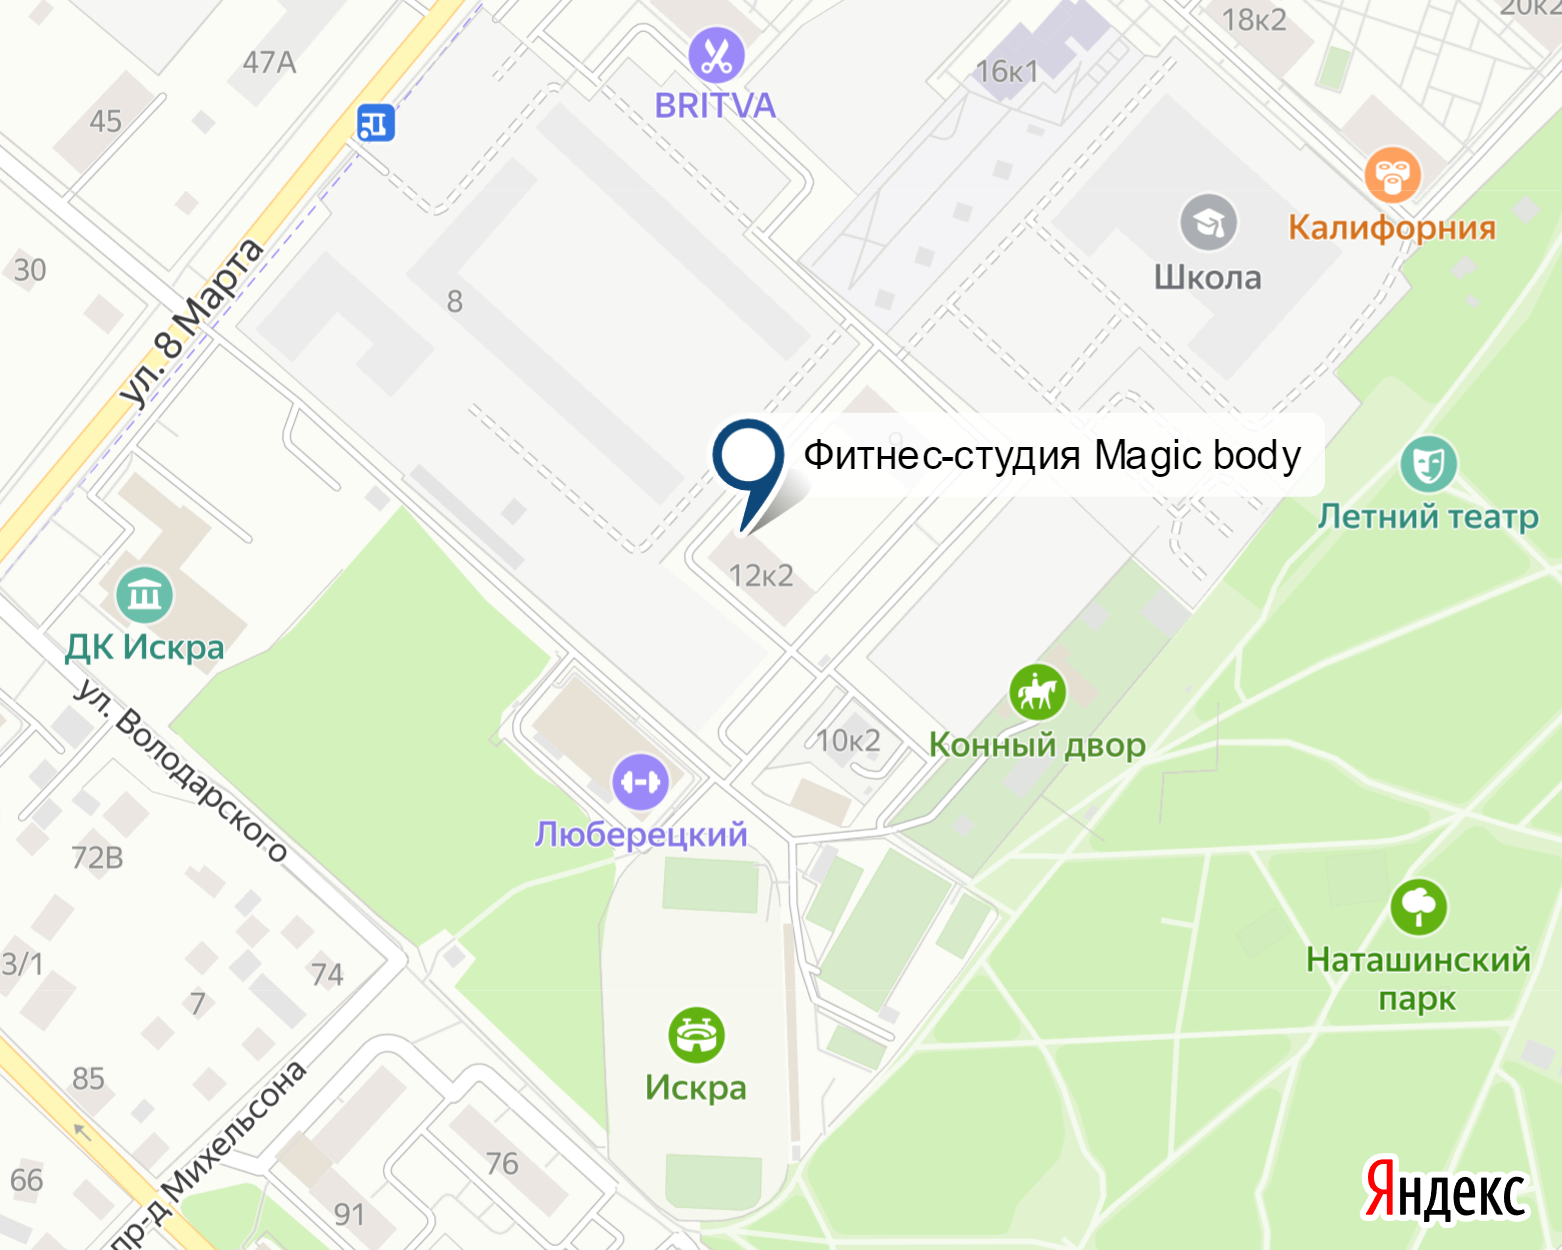 47А
18к2
20к2
16к1
BRITVA
45
Калифорния
Школа
30
ул. 8 Марта
8
9
Фитнес-студия Magic body
Летний театр
12к2
ДК Искра
ул. Володарского
10к2
Конный двор
Люберецкий
72В
3/1
74
7
Наташинский
парк
85
Искра
пр-д Михельсона
76
66
91
Яндекс